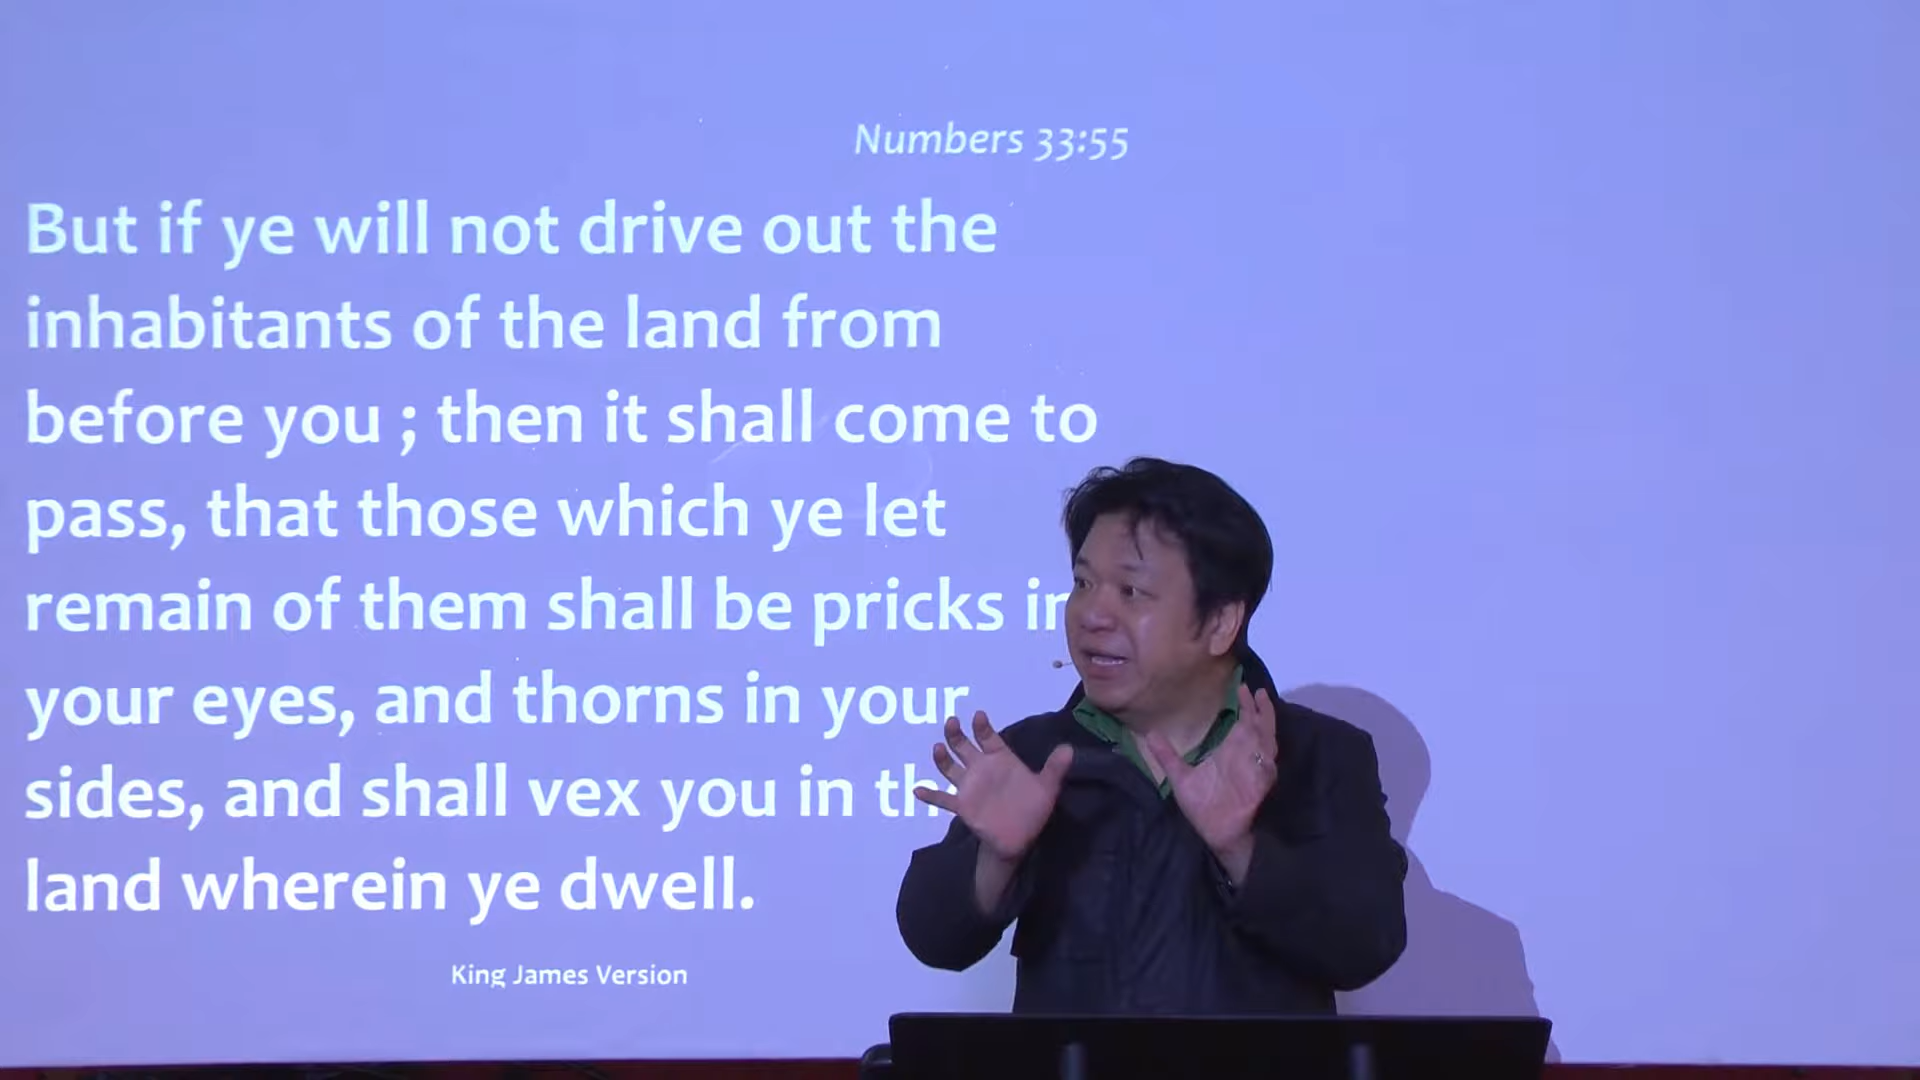 Numbers 33:55
But if ye will not drive out the
inhabitants of the land from
before you ; then it shall come to
pass, that those which ye let
remain of them shall be pricks in
your eyes, and thorns in your
sides, and shall vex you in the
land wherein ye dwell.
King James Version